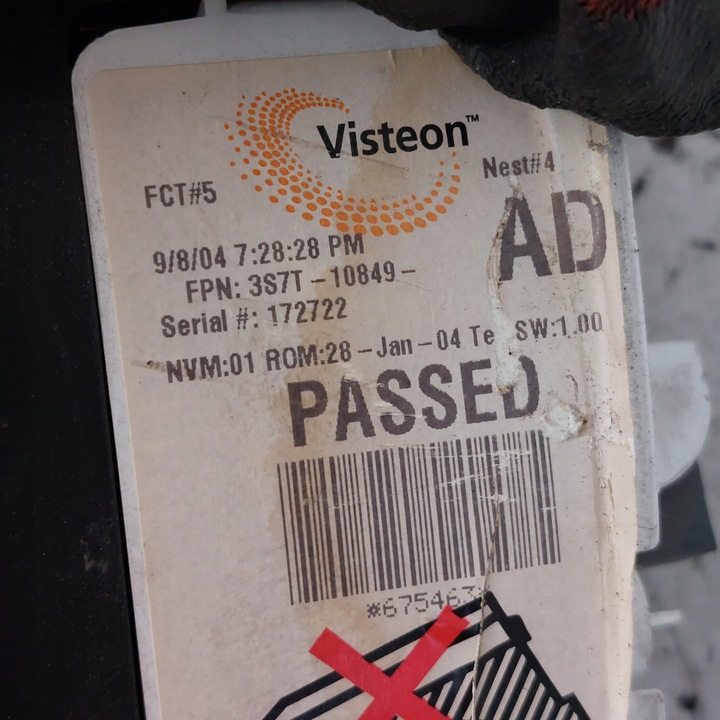 Visteon™
FCT#5 Nest#4
AD
9/8/04 7:28:28 PM
FPN: 3S7T-10849-
Serial #: 172722
NVM:01 ROM:28-Jan-04 SW:1.00
PASSED